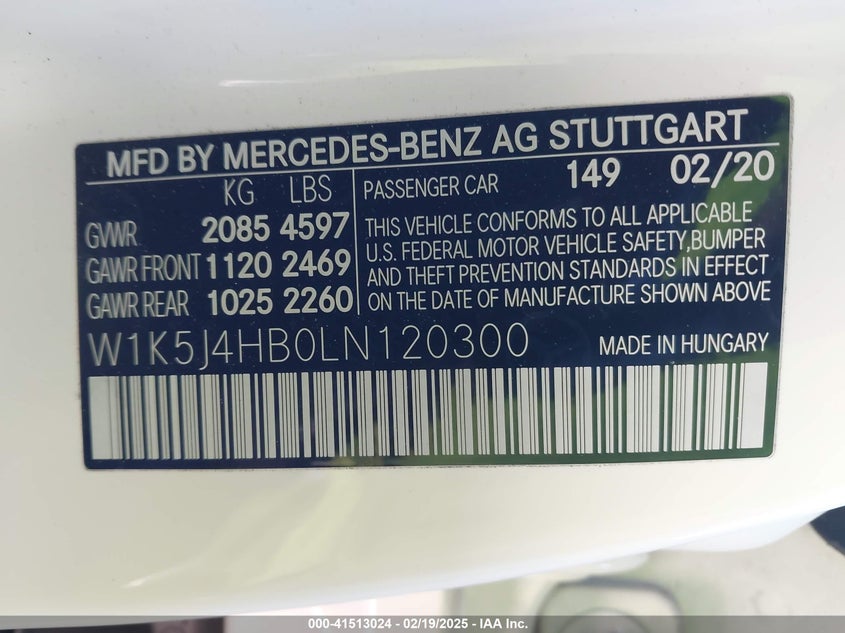 MFD BY MERCEDES-BENZ AG STUTTGART
KG LBS
GVWR 2085 4597
GAWR FRONT 1120 2469
GAWR REAR 1025 2260
PASSENGER CAR 149 02/20
THIS VEHICLE CONFORMS TO ALL APPLICABLE
U.S. FEDERAL MOTOR VEHICLE SAFETY,BUMPER
AND THEFT PREVENTION STANDARDS IN EFFECT
ON THE DATE OF MANUFACTURE SHOWN ABOVE
W1K5J4HB0LN120300
MADE IN HUNGARY
000-41513024 - 02/19/2025 - IAA Inc.